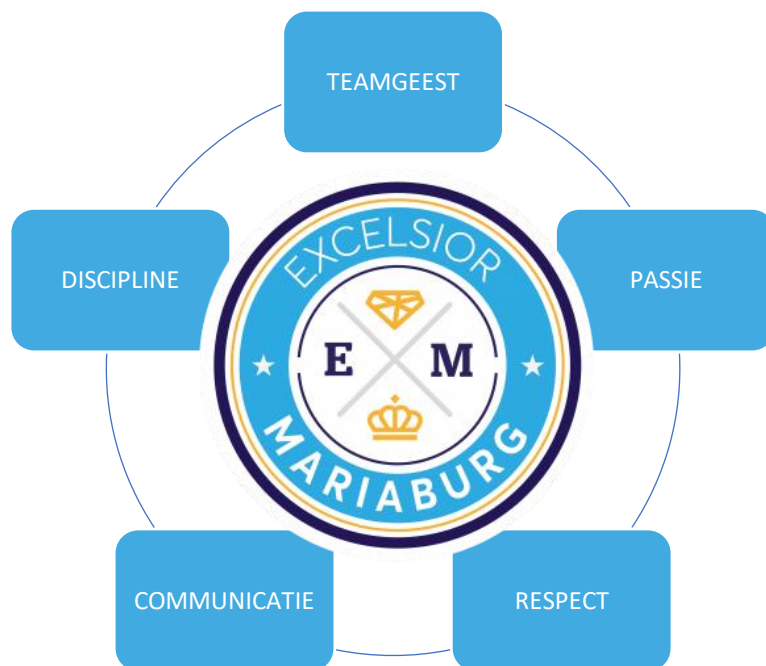 TEAMGEEST
DISCIPLINE
PASSIE
EXCELSIOR
E M
MARIABURG
COMMUNICATIE
RESPECT